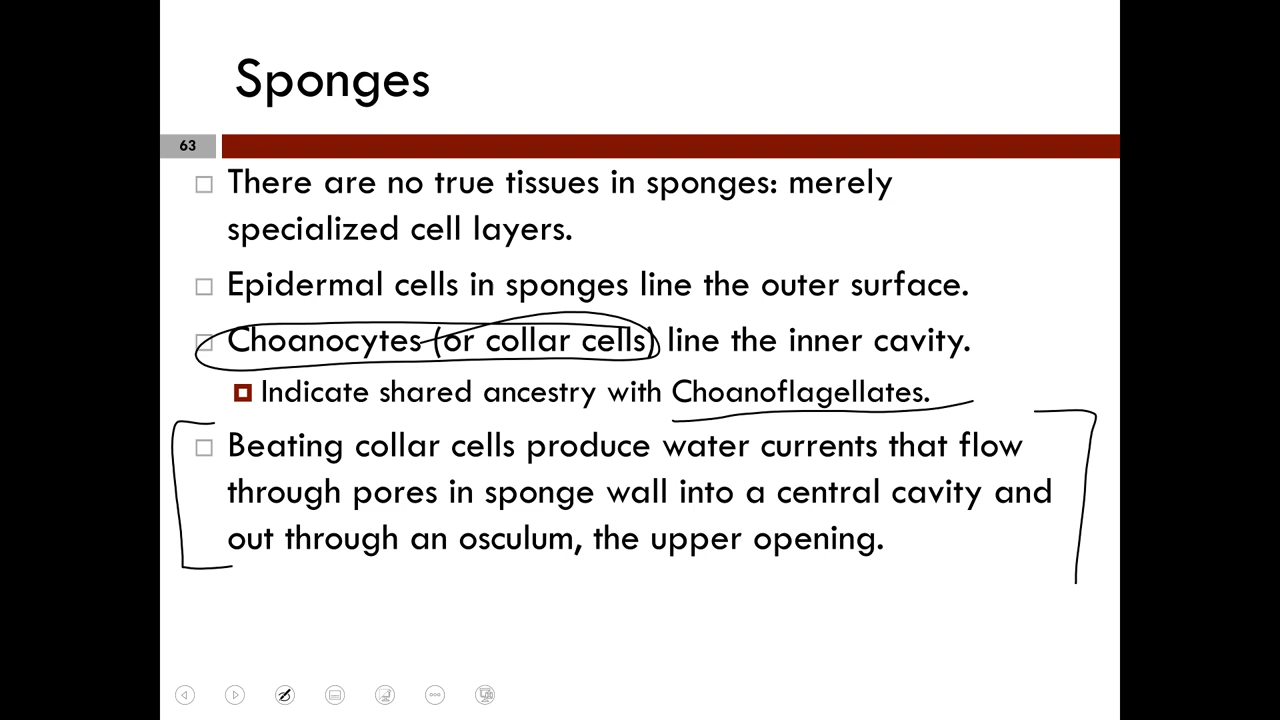 Sponges
63
There are no true tissues in sponges: merely
specialized cell layers.
Epidermal cells in sponges line the outer surface.
Choanocytes (or collar cells) line the inner cavity.
Indicate shared ancestry with Choanoflagellates.
Beating collar cells produce water currents that flow
through pores in sponge wall into a central cavity and
out through an osculum, the upper opening.